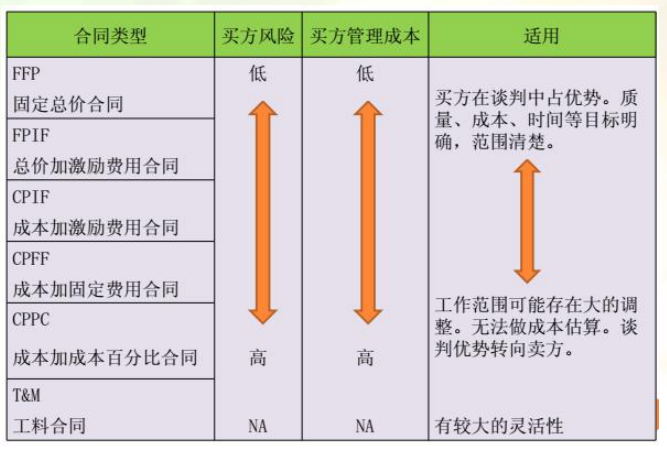 合同类型 买方风险 买方管理成本 适用
FFP 低 低
固定总价合同
买方在谈判中占优势。质
量、成本、时间等目标明
确，范围清楚。
FPIF
总价加激励费用合同
CPIF
成本加激励费用合同
CPFF
成本加固定费用合同
CPPC
成本加成本百分比合同 高 高
工作范围可能存在大的调
整。无法做成本估算。谈
判优势转向卖方。
T&M
工料合同 NA NA 有较大的灵活性